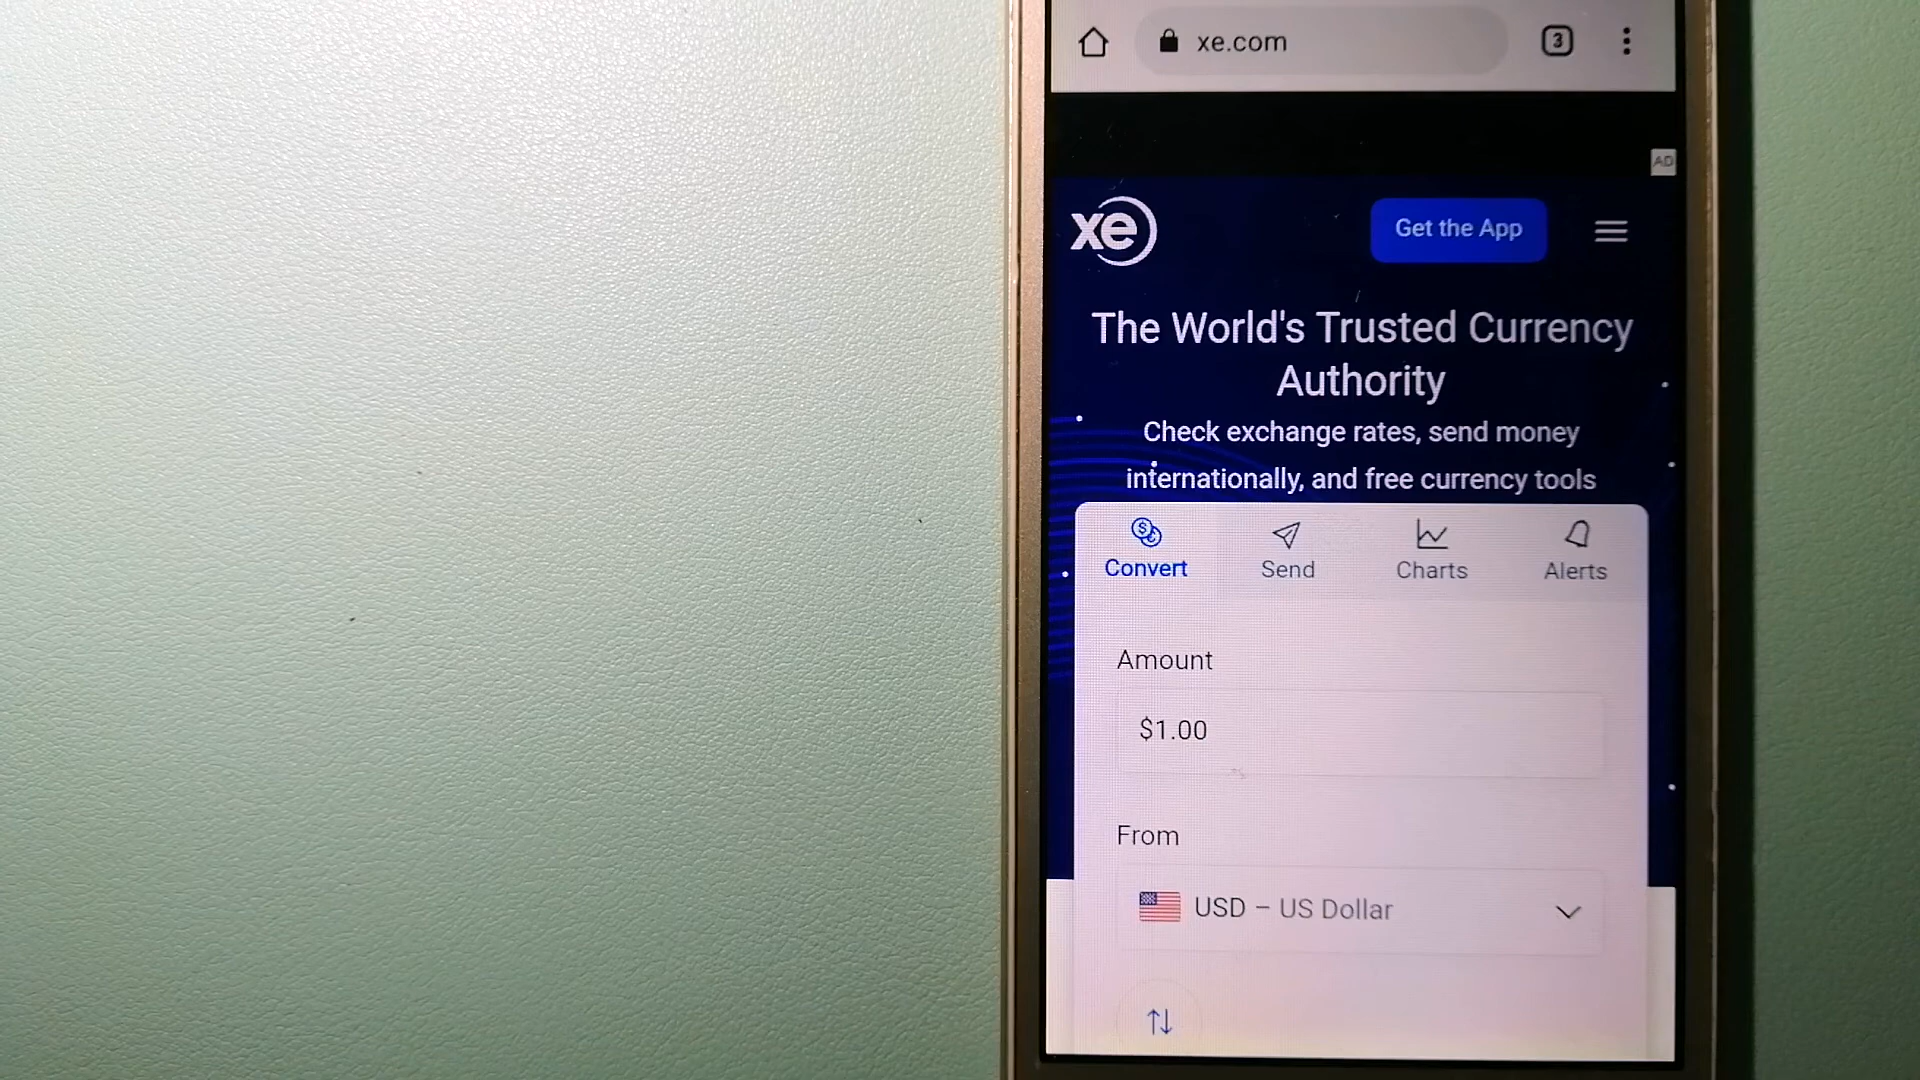 xe.com
3
AD
xe
Get the App
The World's Trusted Currency
Authority
Check exchange rates, send money
internationally, and free currency tools
Convert
Send
Charts
Alerts
Amount
$1.00
From
USD – US Dollar